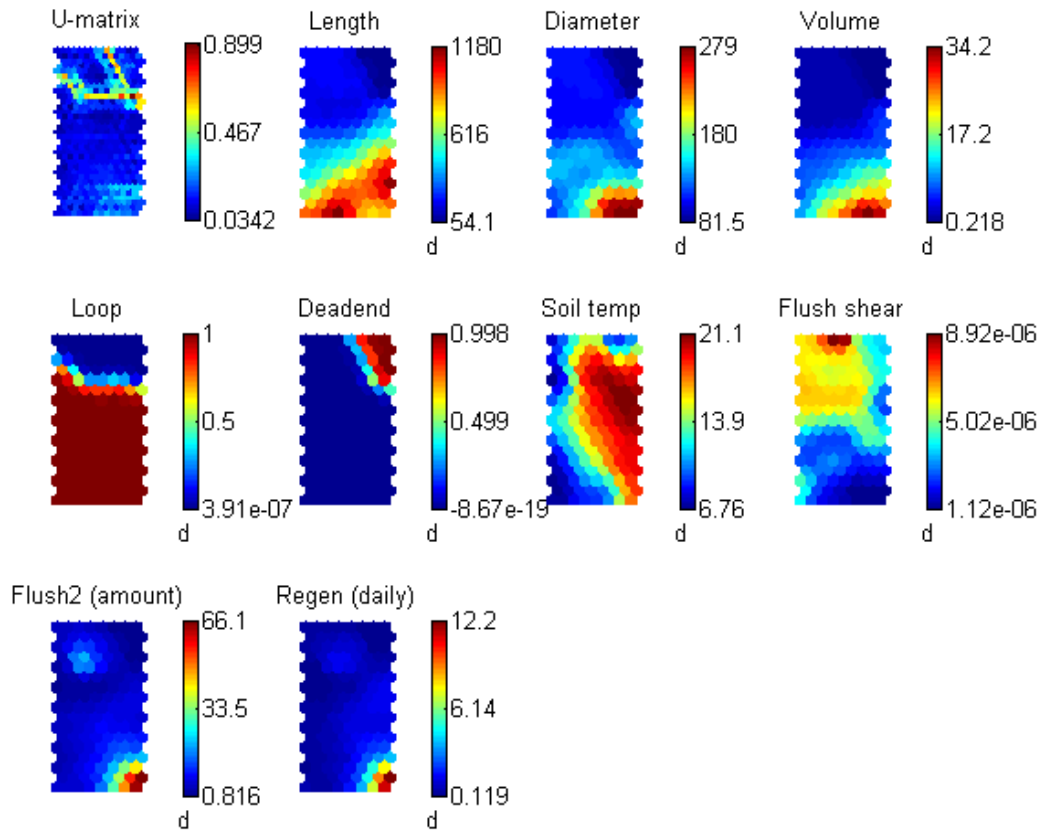 U-matrix
0.899
0.467
0.0342
Length
1180
616
54.1
d
Diameter
279
180
81.5
d
Volume
34.2
17.2
0.218
d
Loop
1
0.5
3.91e-07
d
Deadend
0.998
0.499
-8.67e-19
d
Soil temp
21.1
13.9
6.76
d
Flush shear
8.92e-06
5.02e-06
1.12e-06
d
Flush2 (amount)
66.1
33.5
0.816
d
Regen (daily)
12.2
6.14
0.119
d